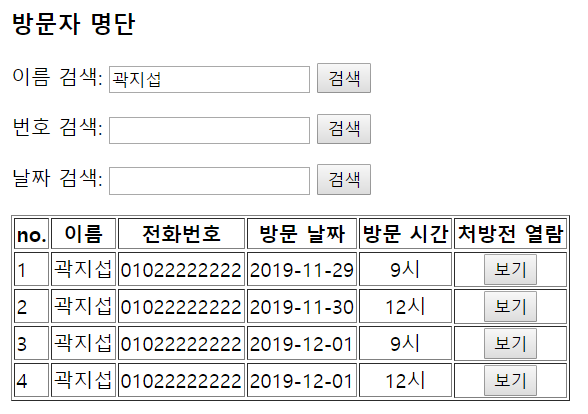 방문자 명단
이름 검색: 곽지섭 검색
번호 검색: 검색
날짜 검색: 검색
no. 이름 전화번호 방문 날짜 방문 시간 처방전 열람
1 곽지섭 01022222222 2019-11-29 9시 보기
2 곽지섭 01022222222 2019-11-30 12시 보기
3 곽지섭 01022222222 2019-12-01 9시 보기
4 곽지섭 01022222222 2019-12-01 12시 보기